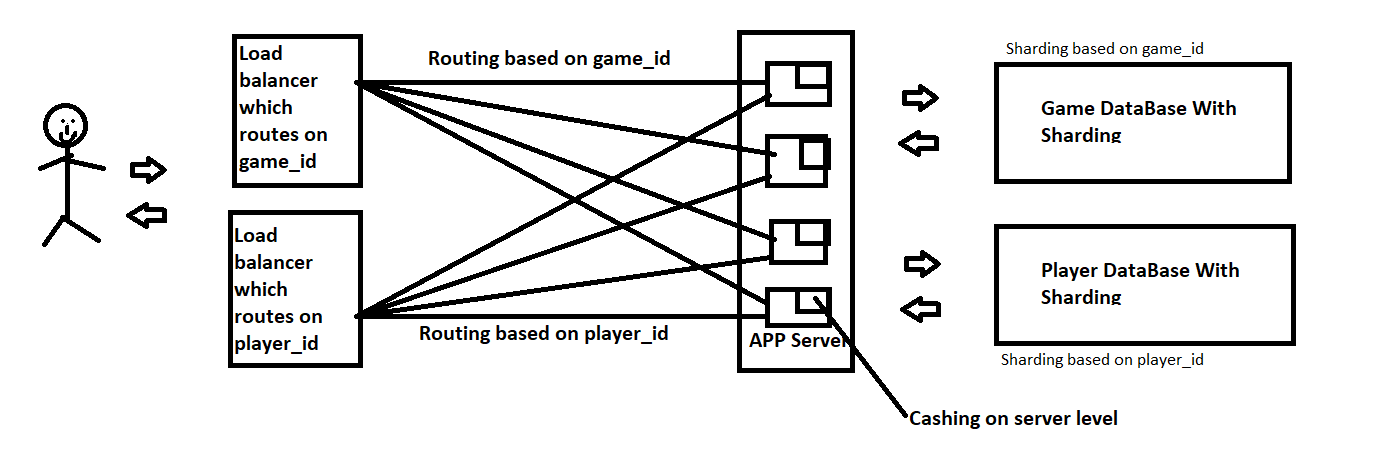 Load
balancer
which
routes on
game_id
Load
balancer
which
routes on
player_id
Routing based on game_id
Routing based on player_id
APP Server
Cashing on server level
Sharding based on game_id
Game DataBase With
Sharding
Player DataBase With
Sharding
Sharding based on player_id